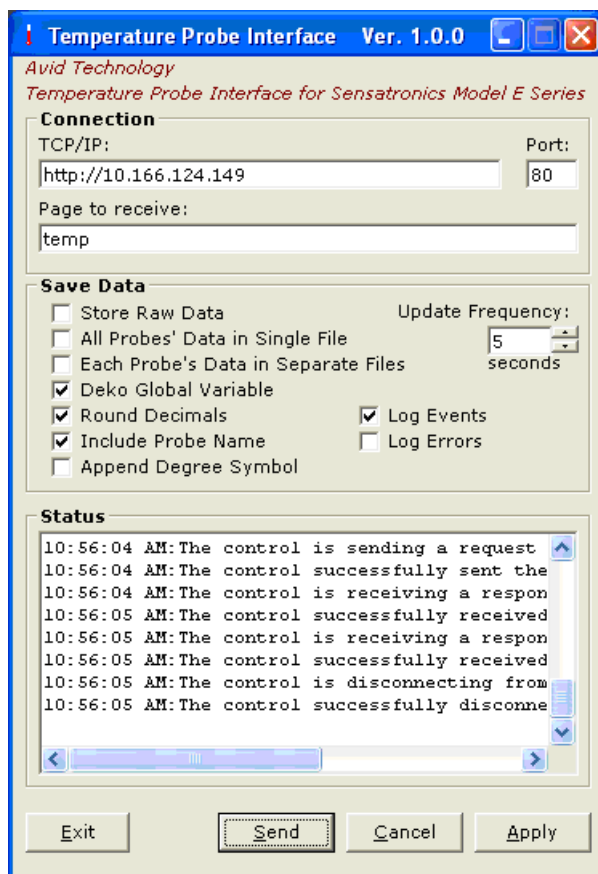 Temperature Probe Interface Ver. 1.0.0
Avid Technology
Temperature Probe Interface for Sensatronics Model E Series
Connection
TCP/IP: Port:
http://10.166.124.149 80
Page to receive:
temp
Save Data
Store Raw Data Update Frequency:
All Probes' Data in Single File 5
Each Probe's Data in Separate Files seconds
Deko Global Variable
Round Decimals Log Events
Include Probe Name Log Errors
Append Degree Symbol
Status
10:56:04 AM:The control is sending a request
10:56:04 AM:The control successfully sent the
10:56:04 AM:The control is receiving a respon
10:56:05 AM:The control successfully received
10:56:05 AM:The control is receiving a respon
10:56:05 AM:The control successfully received
10:56:05 AM:The control is disconnecting from
10:56:05 AM:The control successfully disconne
Exit Send Cancel Apply